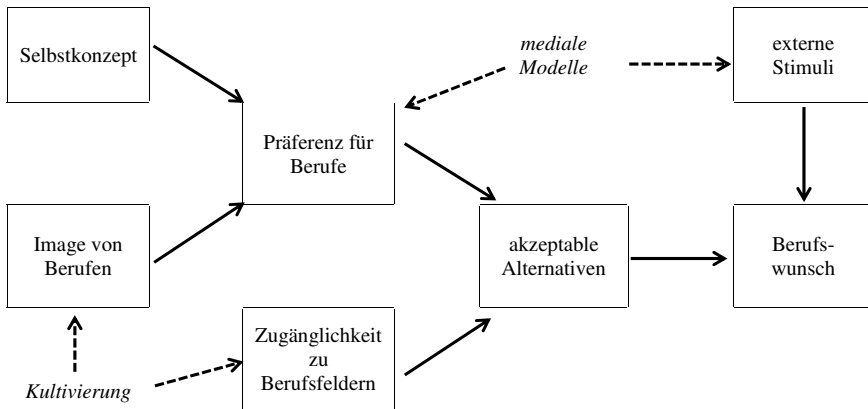 Selbstkonzept
mediale
Modelle
externe
Stimuli
Präferenz für
Berufe
Image von
Berufen
akzeptable
Alternativen
Berufs-
wunsch
Zugänglichkeit
zu
Berufsfeldern
Kultivierung